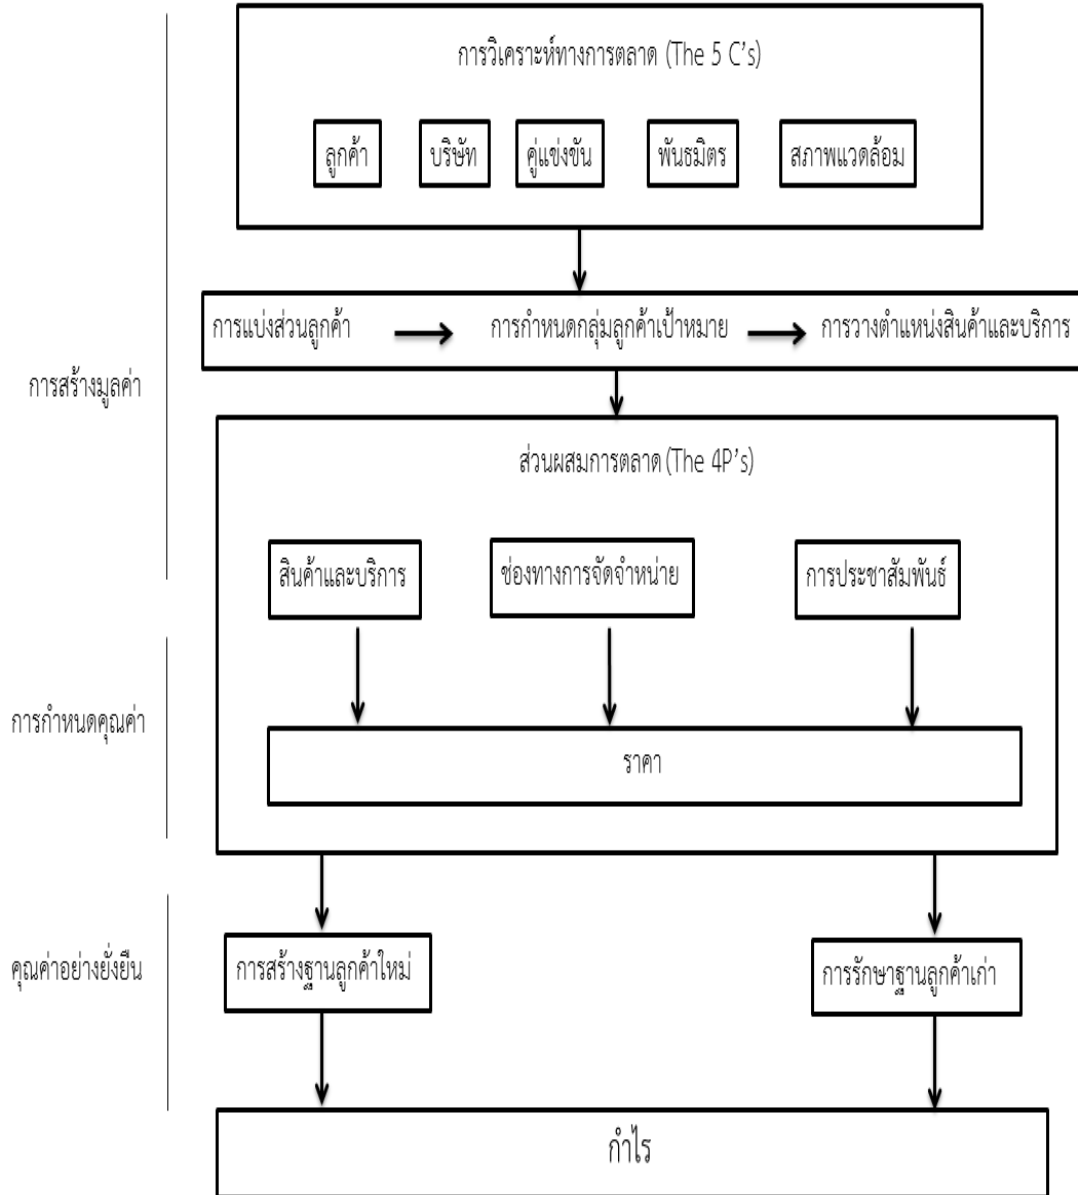 การวิเคราะห์ทางการตลาด (The 5 C's)
ลูกค้า
บริษัท
คู่แข่งขัน
พันธมิตร
สภาพแวดล้อม
การแบ่งส่วนลูกค้า
การกำหนดกลุ่มลูกค้าเป้าหมาย
การวางตำแหน่งสินค้าและบริการ
การสร้างมูลค่า
ส่วนผสมการตลาด (The 4P's)
สินค้าและบริการ
ช่องทางการจัดจำหน่าย
การประชาสัมพันธ์
การกำหนดคุณค่า
ราคา
คุณค่าอย่างยั่งยืน
การสร้างฐานลูกค้าใหม่
การรักษาฐานลูกค้าเก่า
กำไร